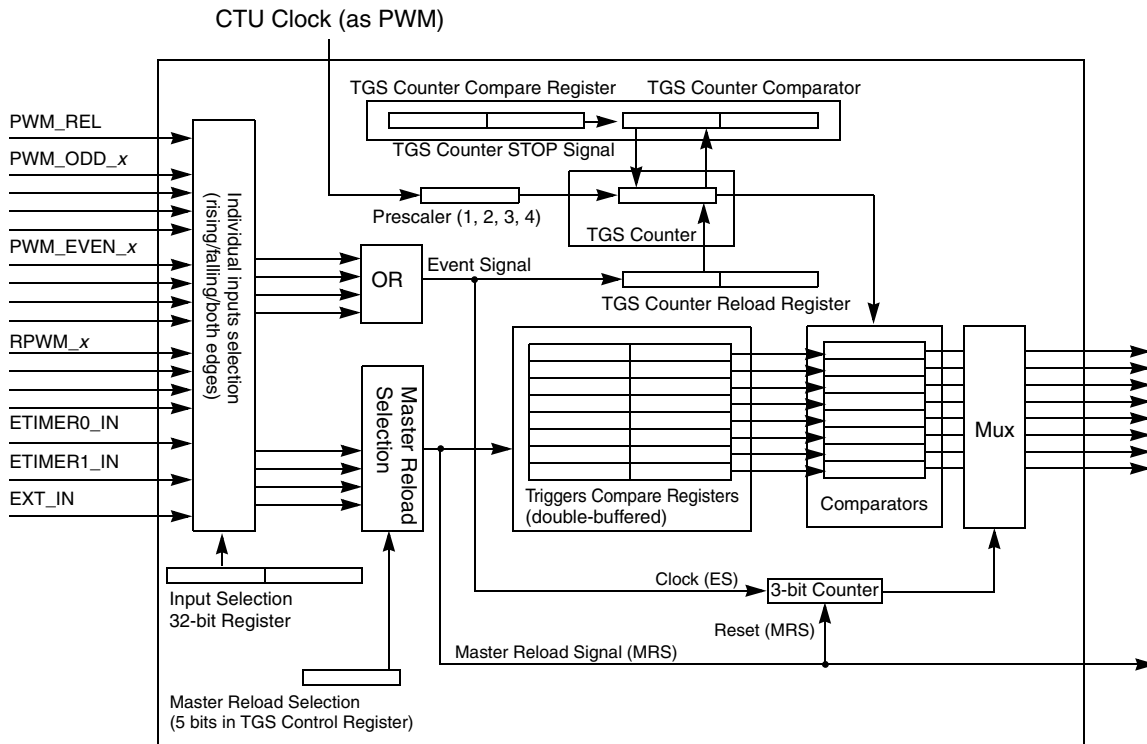 CTU Clock (as PWM)
TGS Counter Compare Register
TGS Counter Comparator
TGS Counter STOP Signal
PWM_REL
PWM_ODD_x
PWM_EVEN_x
RPWM_x
ETIMER0_IN
ETIMER1_IN
EXT_IN
Individual inputs selection
(rising/falling/both edges)
Prescaler (1, 2, 3, 4)
TGS Counter
OR
Event Signal
TGS Counter Reload Register
Master Reload
Selection
Triggers Compare Registers
(double-buffered)
Comparators
Mux
Input Selection
32-bit Register
Clock (ES)
3-bit Counter
Reset (MRS)
Master Reload Signal (MRS)
Master Reload Selection
(5 bits in TGS Control Register)